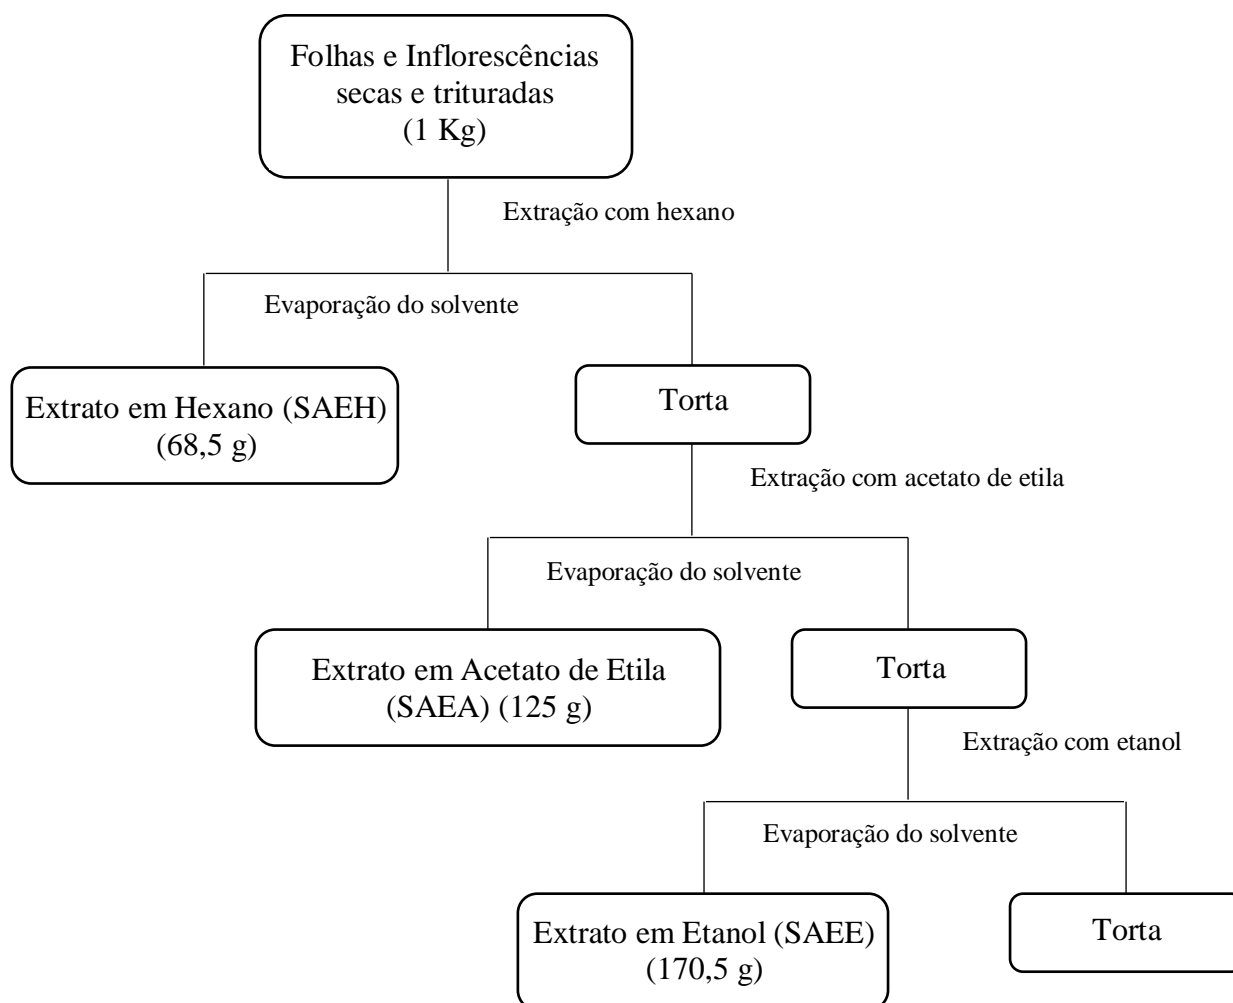 Folhas e Inflorescências
secas e trituradas
(1 Kg)
Extração com hexano
Evaporação do solvente
Extrato em Hexano (SAEH)
(68,5 g)
Torta
Extração com acetato de etila
Evaporação do solvente
Extrato em Acetato de Etila
(SAEA) (125 g)
Torta
Extração com etanol
Evaporação do solvente
Extrato em Etanol (SAEE)
(170,5 g)
Torta